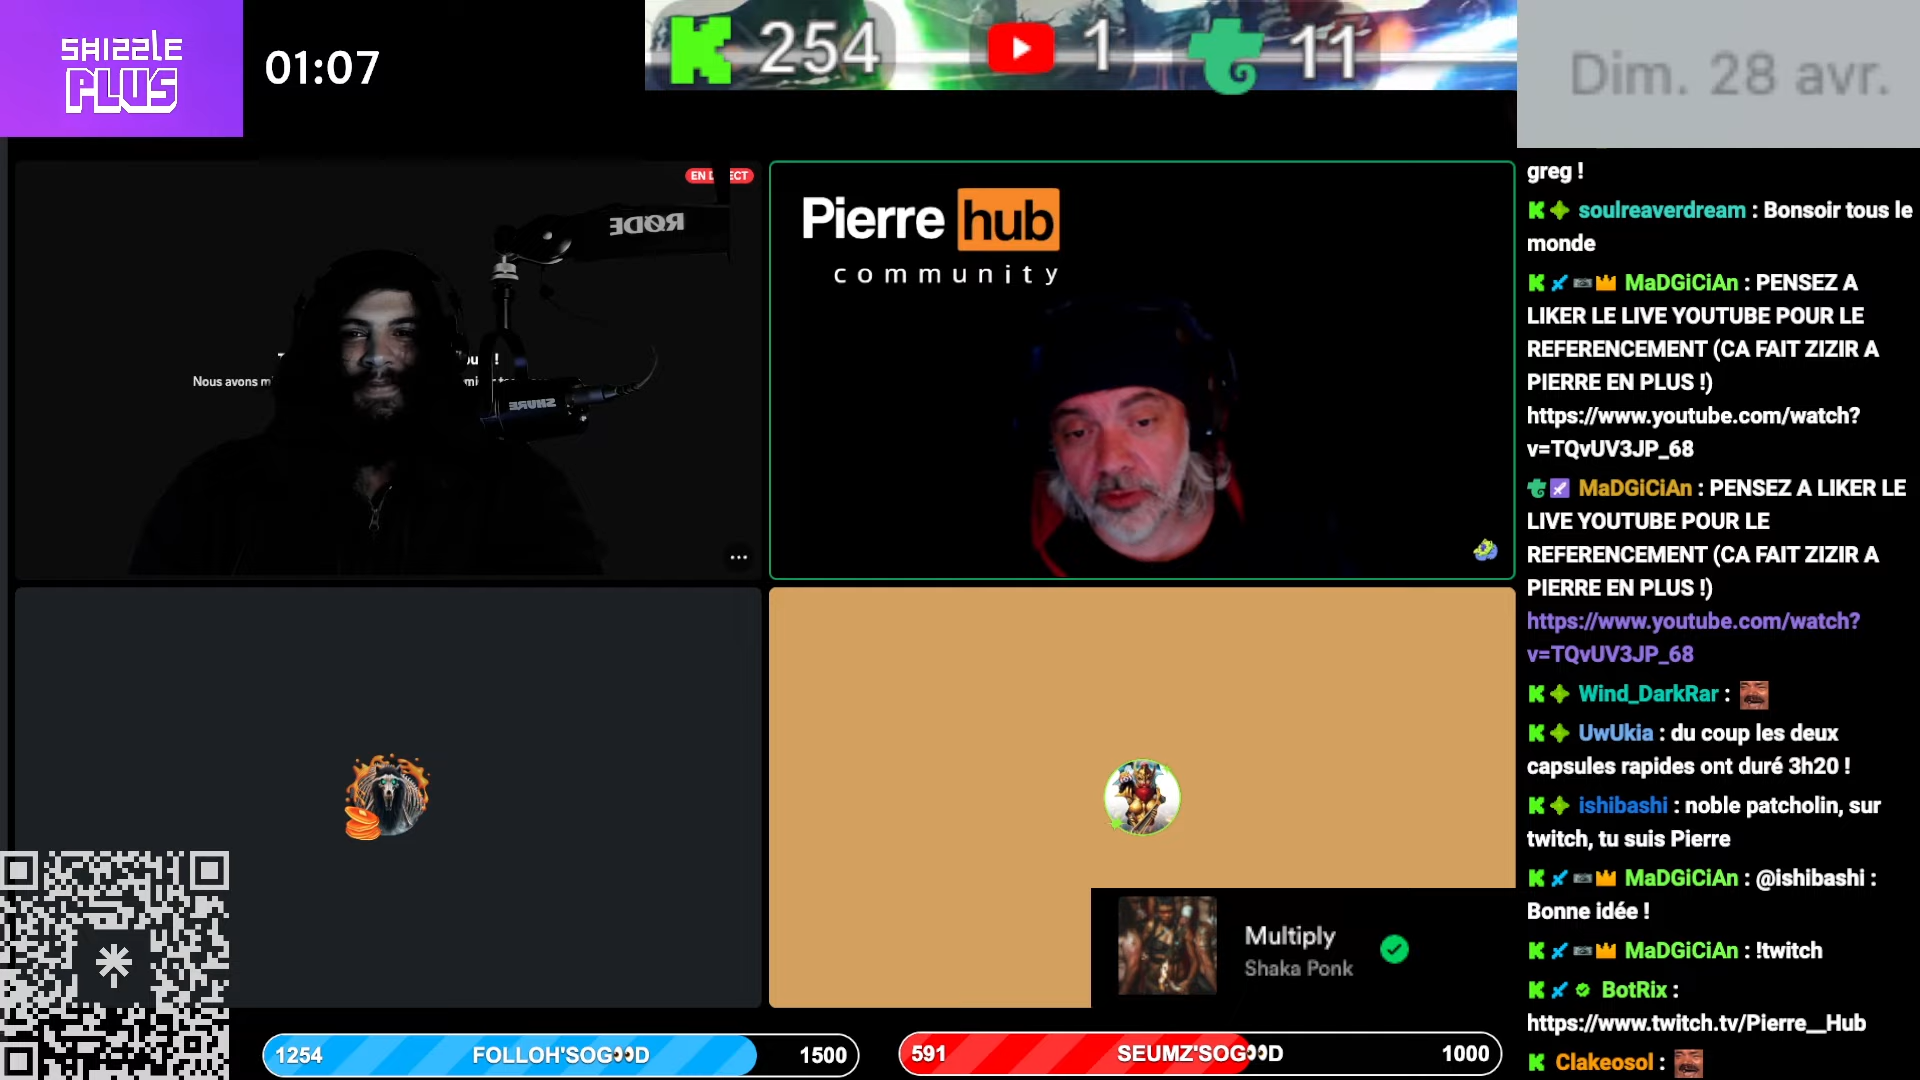 SHIZZLE
PLUS
01:07
254
1
11
Dim. 28 avr.
RØDE
SHURE
Nous avons m
Pierre hub
community
greg !
soulreaverdream : Bonsoir tous le
monde
MaDGiCiAn : PENSEZ A
LIKER LE LIVE YOUTUBE POUR LE
REFERENCEMENT (CA FAIT ZIZIR A
PIERRE EN PLUS !)
https://www.youtube.com/watch?
v=TQvUV3JP_68
MaDGiCiAn : PENSEZ A LIKER LE
LIVE YOUTUBE POUR LE
REFERENCEMENT (CA FAIT ZIZIR A
PIERRE EN PLUS !)
https://www.youtube.com/watch?
v=TQvUV3JP_68
Wind_DarkRar :
UwUkia : du coup les deux
capsules rapides ont duré 3h20 !
ishibashi : noble patcholin, sur
twitch, tu suis Pierre
MaDGiCiAn : @ishibashi :
Bonne idée !
MaDGiCiAn : !twitch
BotRix :
https://www.twitch.tv/Pierre__Hub
Clakeosol :
Multiply
Shaka Ponk
1254 FOLLOH'SOG👀D 1500
591 SEUMZ'SOG👀D 1000